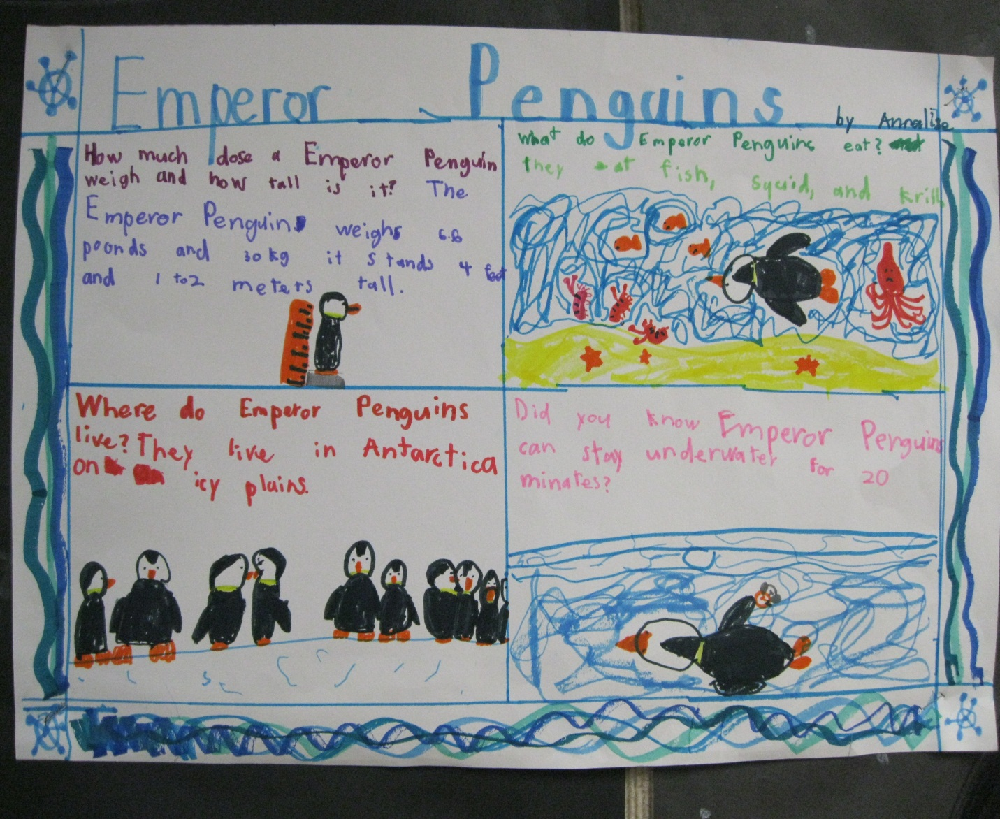 Emperor Penguins
by Annalise
How much dose a Emperor Penguin
weigh and how tall is it? The
Emperor Penguins weighs 6.8
poonds and 30 kg it stands 4 feet
and 1 to 2 meters tall.
What do Emperor Penguins eat?
they eat fish, squid, and krill
Where do Emperor Penguins
live? They live in Antarctica
on icy plains.
Did you know Emperor Penguins
can stay underwater for 20
minates?